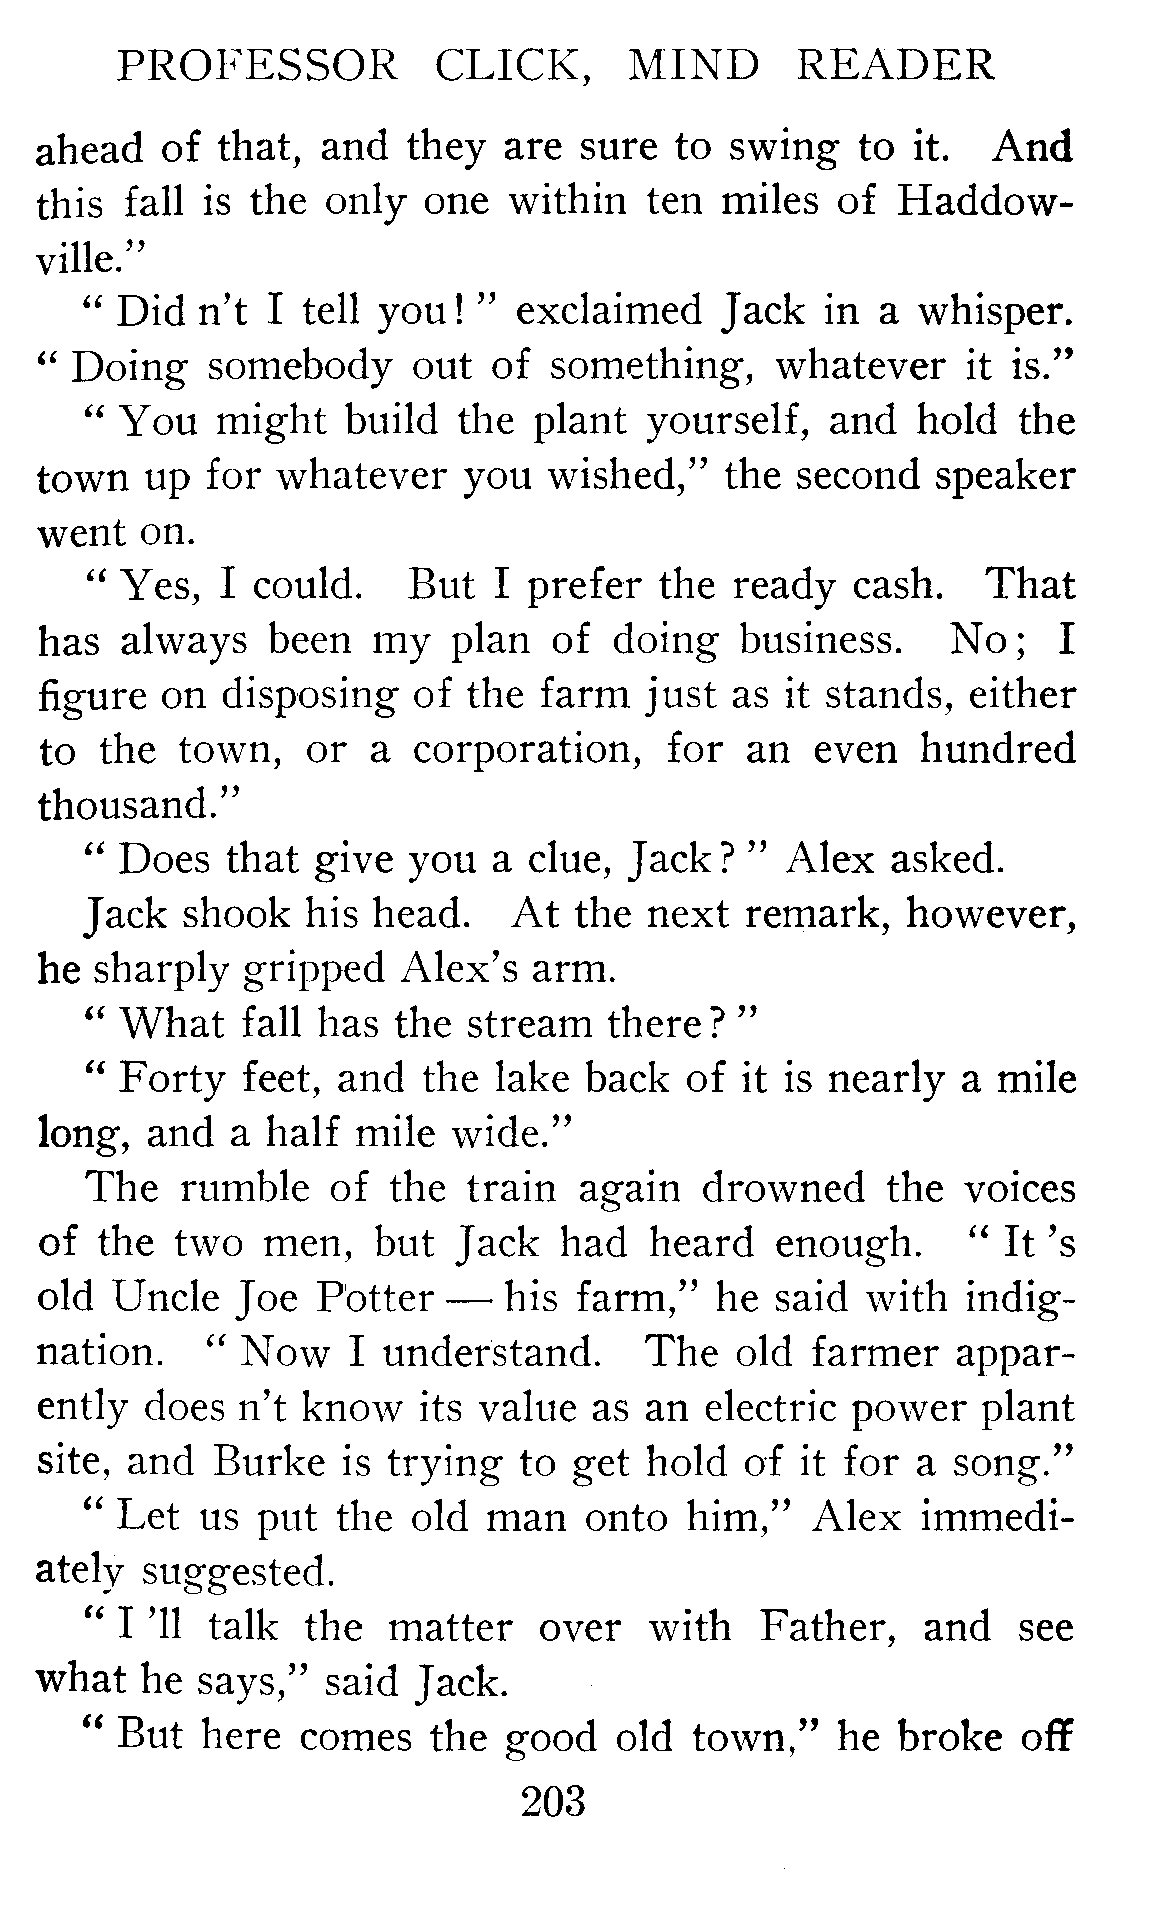 PROFESSOR CLICK, MIND READER
ahead of that, and they are sure to swing to it. And
this fall is the only one within ten miles of Haddow-
ville.”
“ Did n’t I tell you! ” exclaimed Jack in a whisper.
“ Doing somebody out of something, whatever it is.”
“ You might build the plant yourself, and hold the
town up for whatever you wished,” the second speaker
went on.
“ Yes, I could. But I prefer the ready cash. That
has always been my plan of doing business. No; I
figure on disposing of the farm just as it stands, either
to the town, or a corporation, for an even hundred
thousand.”
“ Does that give you a clue, Jack? ” Alex asked.
Jack shook his head. At the next remark, however,
he sharply gripped Alex’s arm.
“ What fall has the stream there? ”
“ Forty feet, and the lake back of it is nearly a mile
long, and a half mile wide.”
The rumble of the train again drowned the voices
of the two men, but Jack had heard enough. “ It ’s
old Uncle Joe Potter — his farm,” he said with indig-
nation. “ Now I understand. The old farmer appar-
ently does n’t know its value as an electric power plant
site, and Burke is trying to get hold of it for a song.”
“ Let us put the old man onto him,” Alex immedi-
ately suggested.
“ I ’ll talk the matter over with Father, and see
what he says,” said Jack.
“ But here comes the good old town,” he broke off
203